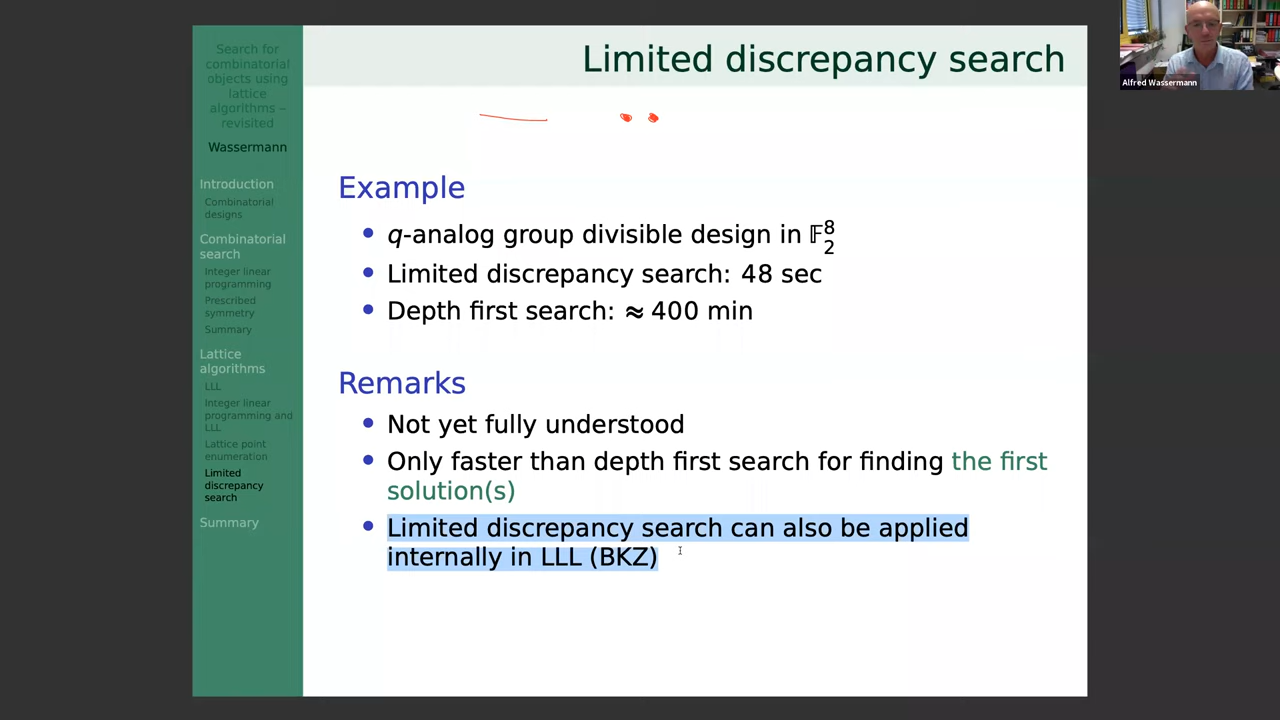 Search for
combinatorial
objects using
lattice
algorithms –
revisited
Wassermann
Introduction
Combinatorial
designs
Combinatorial
search
Integer linear
programming
Prescribed
symmetry
Summary
Lattice
algorithms
LLL
Integer linear
programming and
LLL
Lattice point
enumeration
Limited
discrepancy
search
Summary
Limited discrepancy search
Example
• q-analog group divisible design in 𝔽₂⁸
• Limited discrepancy search: 48 sec
• Depth first search: ≈ 400 min
Remarks
• Not yet fully understood
• Only faster than depth first search for finding the first
solution(s)
• Limited discrepancy search can also be applied
internally in LLL (BKZ)
Alfred Wassermann